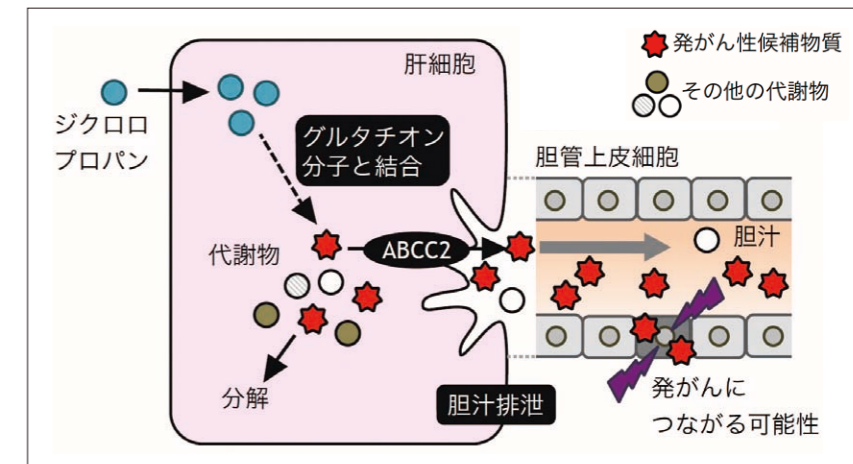 発がん性候補物質
その他の代謝物
肝細胞
ジクロロ
プロパン
グルタチオン
分子と結合
胆管上皮細胞
代謝物
ABCC2
胆汁
分解
胆汁排泄
発がんに
つながる可能性